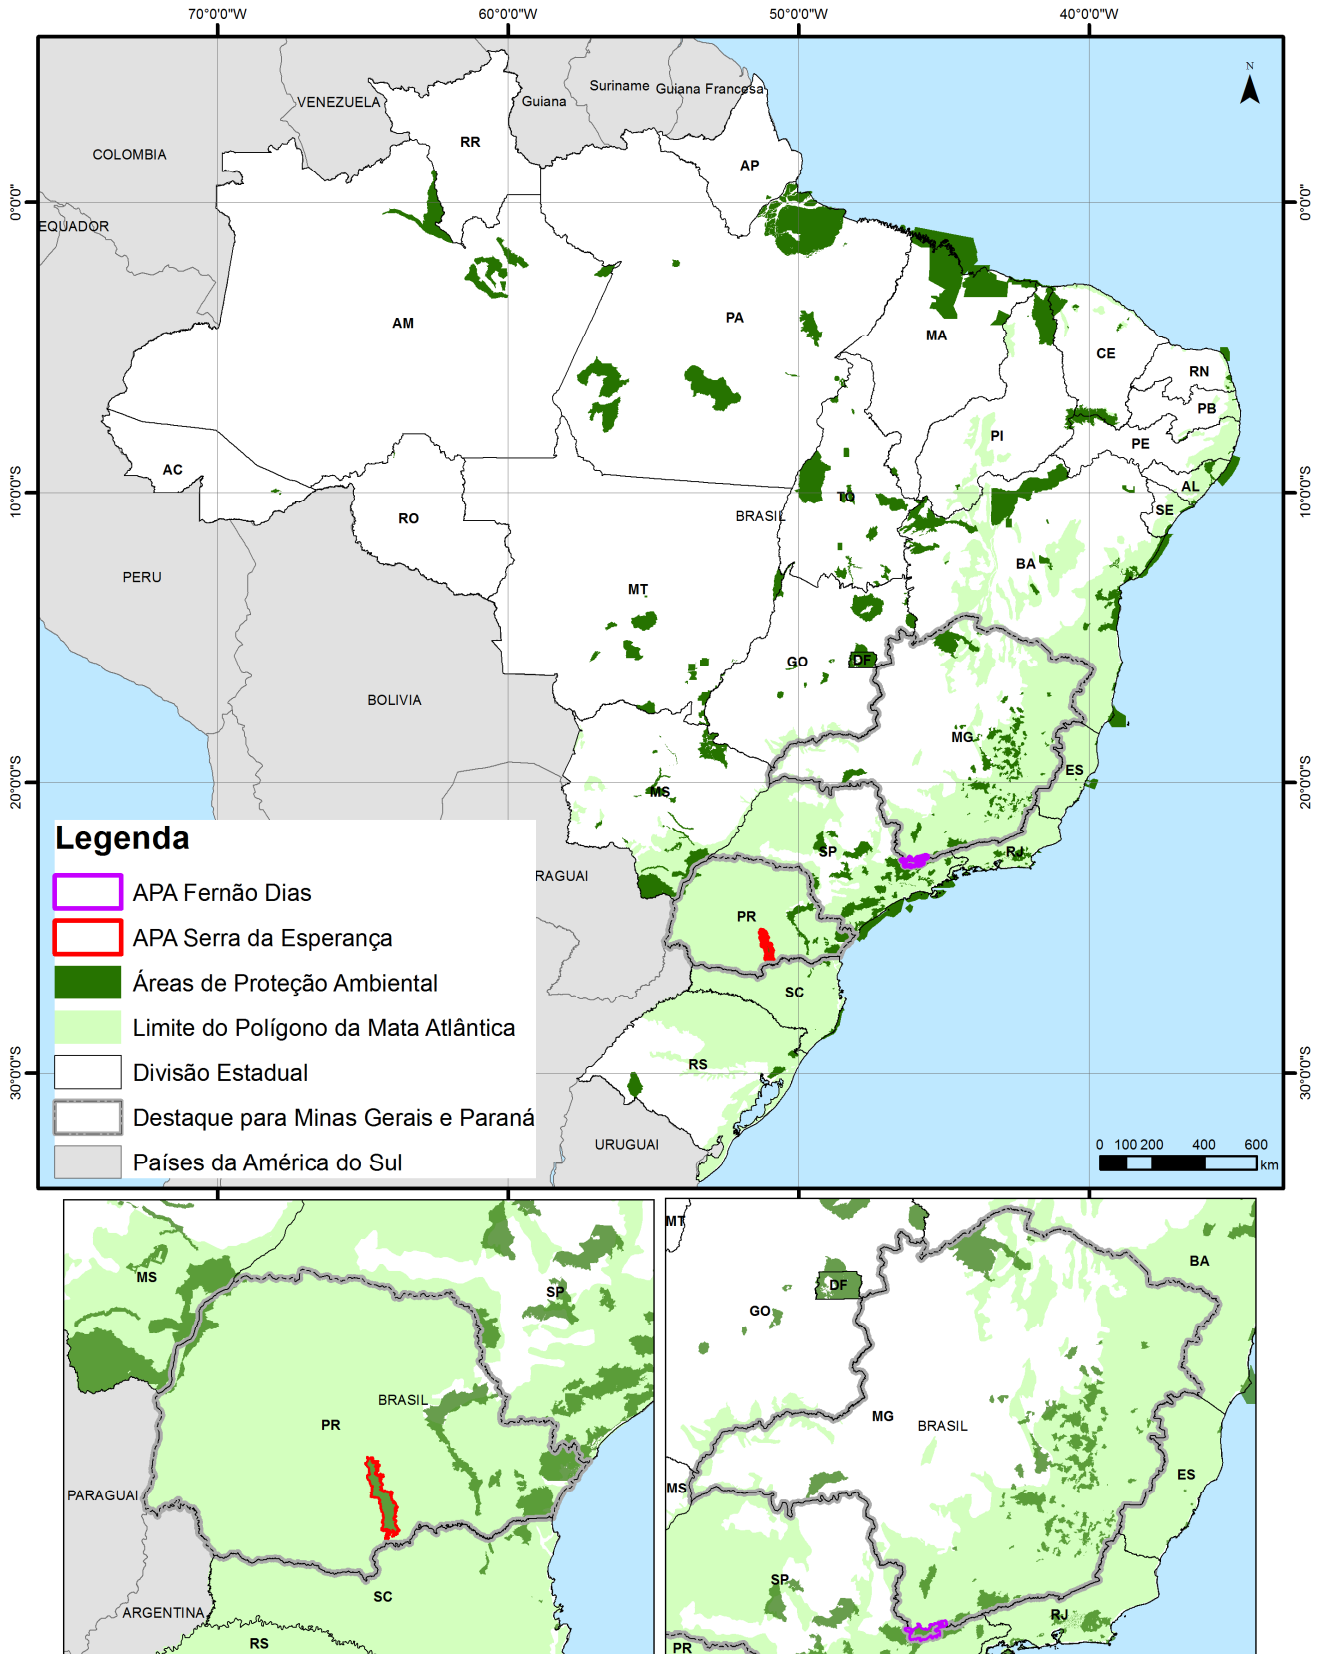 70°0'0"W
60°0'0"W
50°0'0"W
40°0'0"W
N
VENEZUELA
Guiana
Suriname
Guiana Francesa
COLOMBIA
RR
AP
0°0'0"
0°0'0"
EQUADOR
AM
PA
MA
CE
RN
PB
PI
PE
AC
AL
10°0'0"S
10°0'0"S
TO
SE
RO
BRASIL
BA
PERU
MT
GO
DF
BOLIVIA
MG
ES
20°0'0"S
20°0'0"S
MS
SP
RJ
RAGUAI
PR
SC
RS
30°0'0"S
30°0'0"S
URUGUAI
Legenda
APA Fernão Dias
APA Serra da Esperança
Áreas de Proteção Ambiental
Limite do Polígono da Mata Atlântica
Divisão Estadual
Destaque para Minas Gerais e Paraná
Países da América do Sul
0 100 200 400 600
km
MS
SP
BRASIL
PR
PARAGUAI
SC
ARGENTINA
RS
MT
BA
DF
GO
MG
BRASIL
MS
ES
SP
RJ
PR